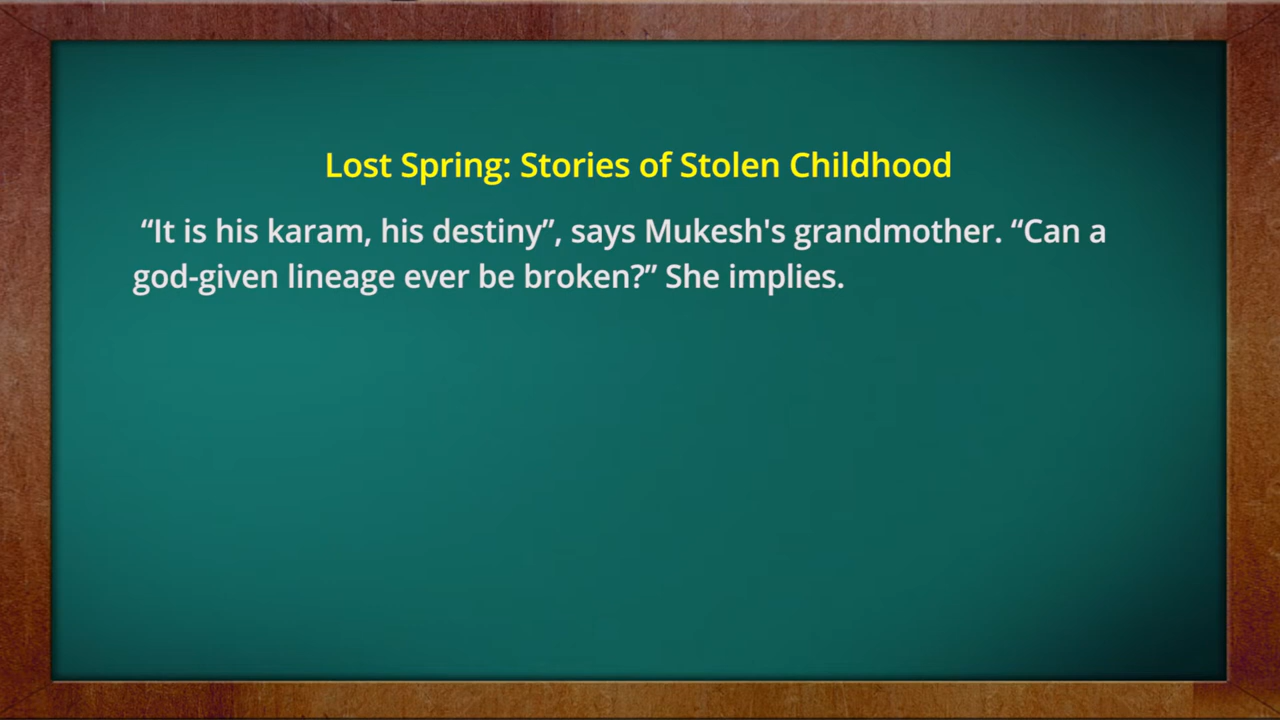 Lost Spring: Stories of Stolen Childhood
“It is his karam, his destiny”, says Mukesh's grandmother. “Can a
god-given lineage ever be broken?” She implies.